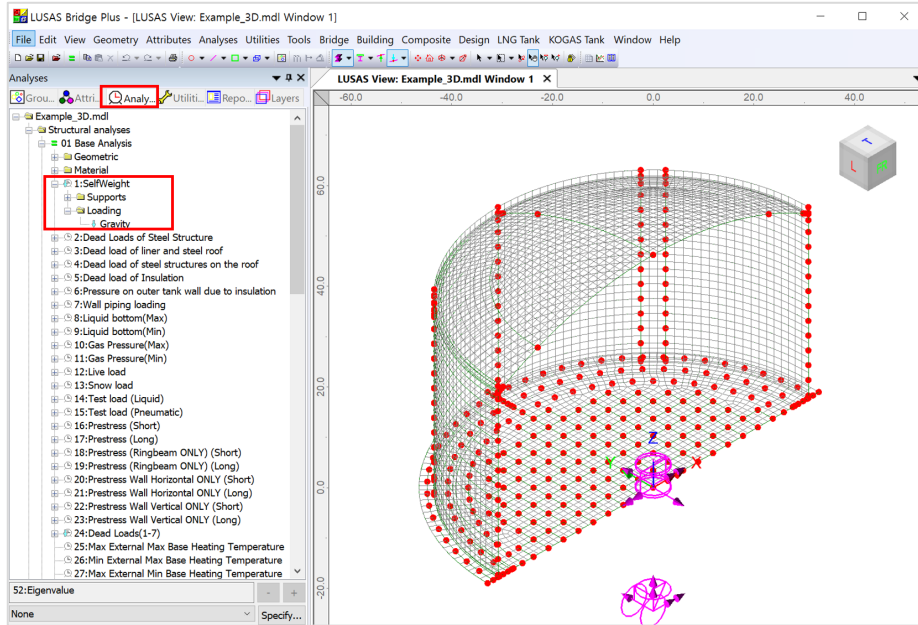 LUSAS Bridge Plus - [LUSAS View: Example_3D.mdl Window 1]
File Edit View Geometry Attributes Analyses Utilities Tools Bridge Building Composite Design LNG Tank KOGAS Tank Window Help
Analyses
LUSAS View: Example_3D.mdl Window 1
Grou... Attri... Analy... Utiliti... Repo... Layers
-60.0 -40.0 -20.0 0.0 20.0 40.0
Example_3D.mdl
Structural analyses
01 Base Analysis
Geometric
Material
1:SelfWeight
Supports
Loading
Gravity
2:Dead Loads of Steel Structure
3:Dead load of liner and steel roof
4:Dead load of steel structures on the roof
5:Dead load of Insulation
6:Pressure on outer tank wall due to insulation
7:Wall piping loading
8:Liquid bottom(Max)
9:Liquid bottom(Min)
10:Gas Pressure(Max)
11:Gas Pressure(Min)
12:Live load
13:Snow load
14:Test load (Liquid)
15:Test load (Pneumatic)
16:Prestress (Short)
17:Prestress (Long)
18:Prestress (Ringbeam ONLY) (Short)
19:Prestress (Ringbeam ONLY) (Long)
20:Prestress Wall Horizontal ONLY (Short)
21:Prestress Wall Horizontal ONLY (Long)
22:Prestress Wall Vertical ONLY (Short)
23:Prestress Wall Vertical ONLY (Long)
24:Dead Loads(1-7)
25:Max External Max Base Heating Temperature
26:Min External Max Base Heating Temperature
27:Max External Min Base Heating Temperature
52:Eigenvalue
None
Specify...
60.0
40.0
20.0
0.0
-20.0
T
L
Z
Y
X